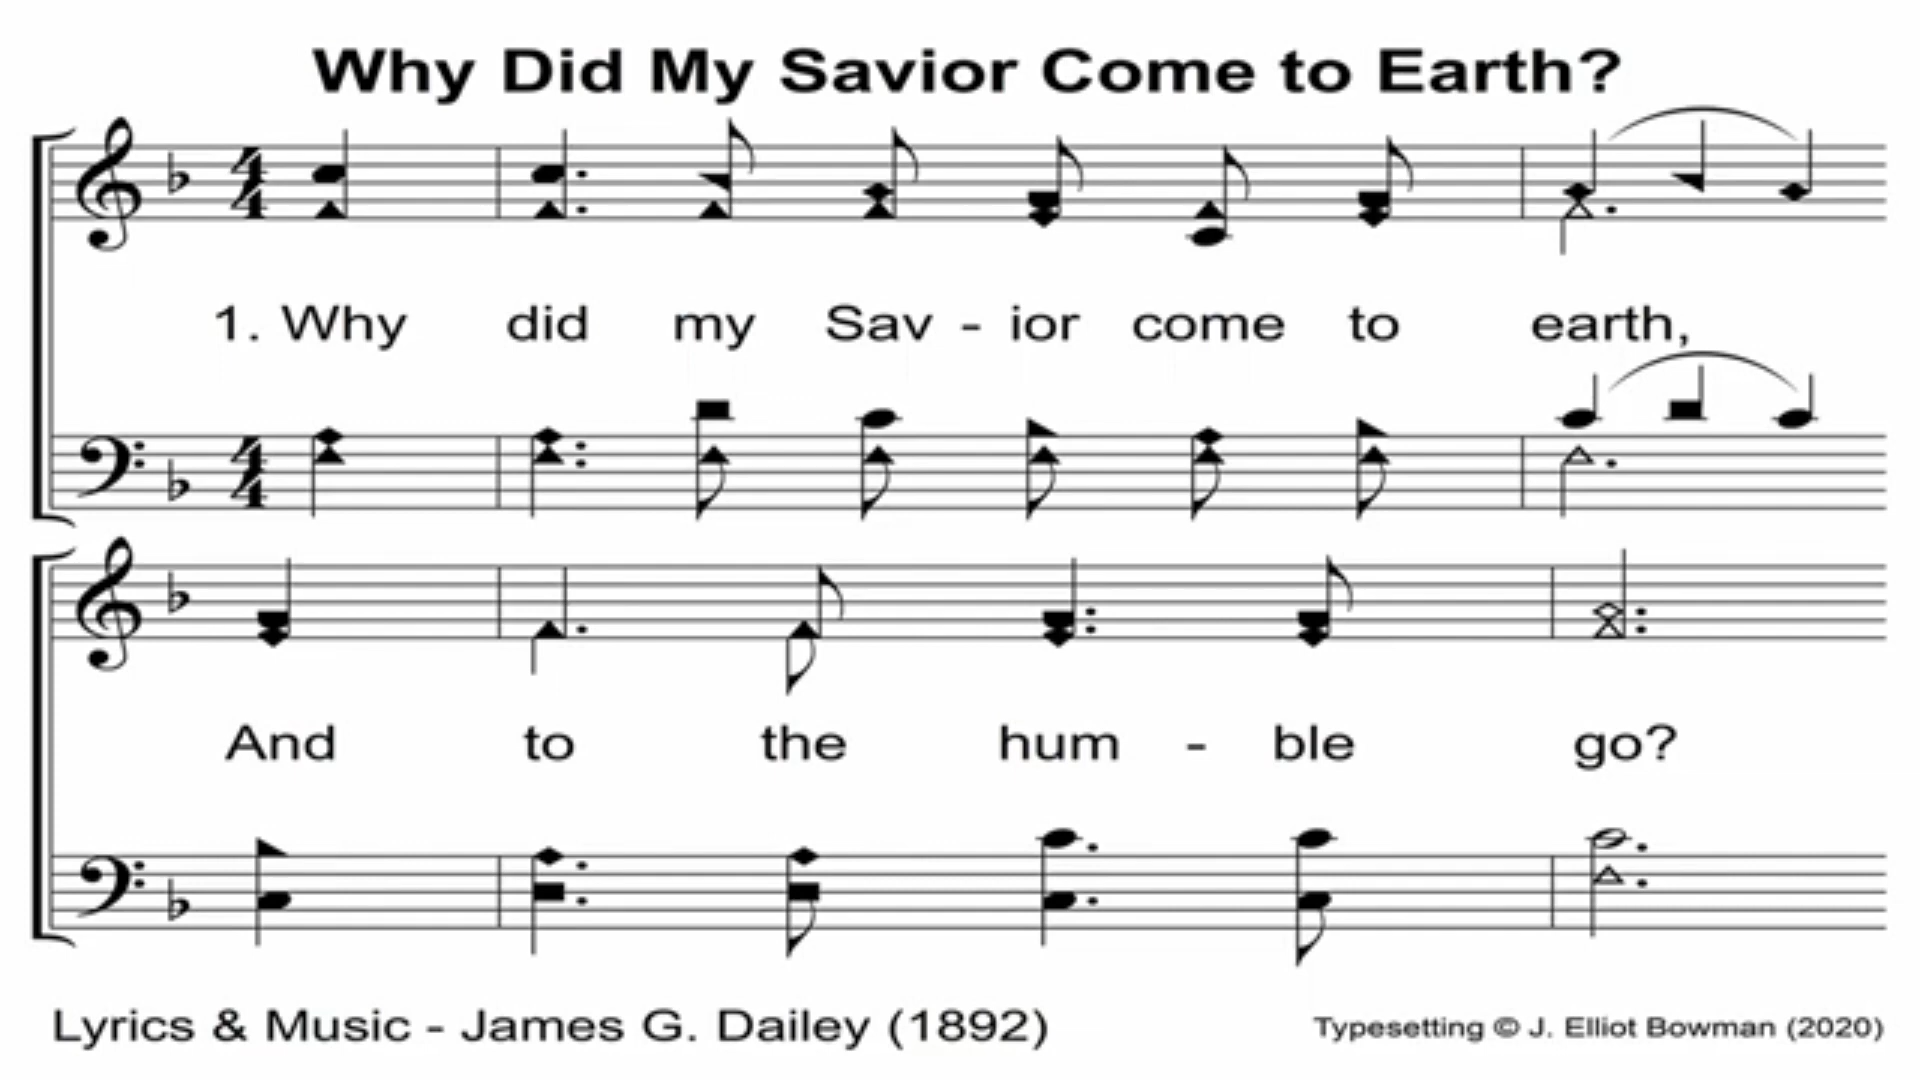 Why Did My Savior Come to Earth?
1. Why did my Sav - ior come to earth,
And to the hum - ble go?
Lyrics & Music - James G. Dailey (1892)
Typesetting © J. Elliot Bowman (2020)